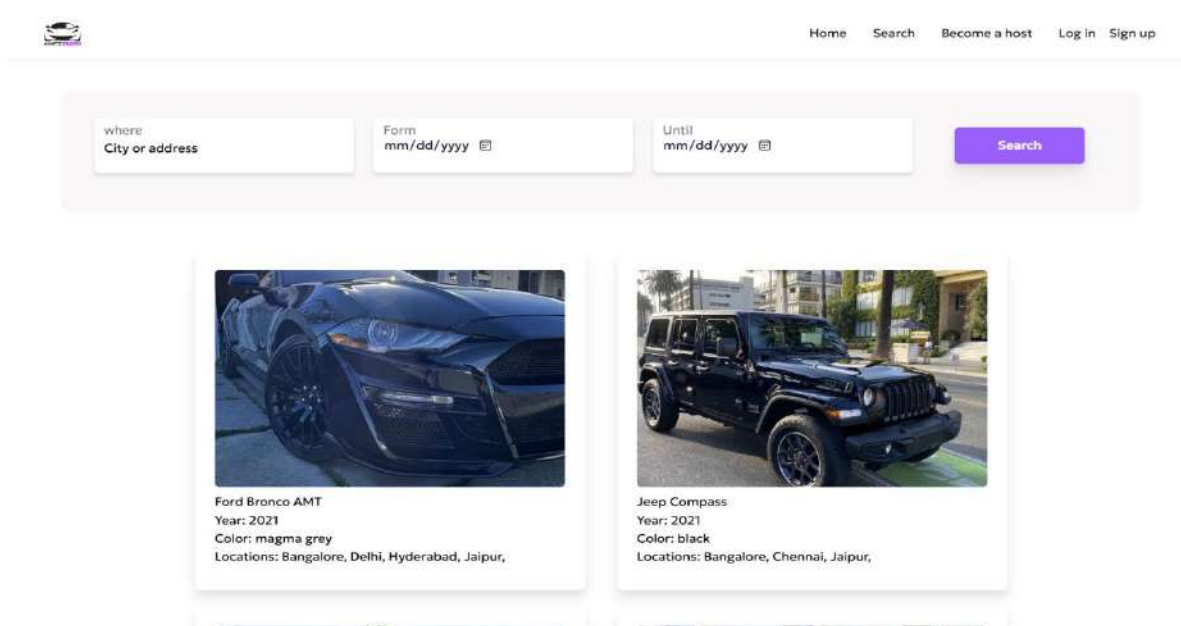 Home Search Become a host Log in Sign up
where
City or address
Form
mm/dd/yyyy
Until
mm/dd/yyyy
Search
Ford Bronco AMT
Year: 2021
Color: magma grey
Locations: Bangalore, Delhi, Hyderabad, Jaipur,
Jeep Compass
Year: 2021
Color: black
Locations: Bangalore, Chennai, Jaipur,